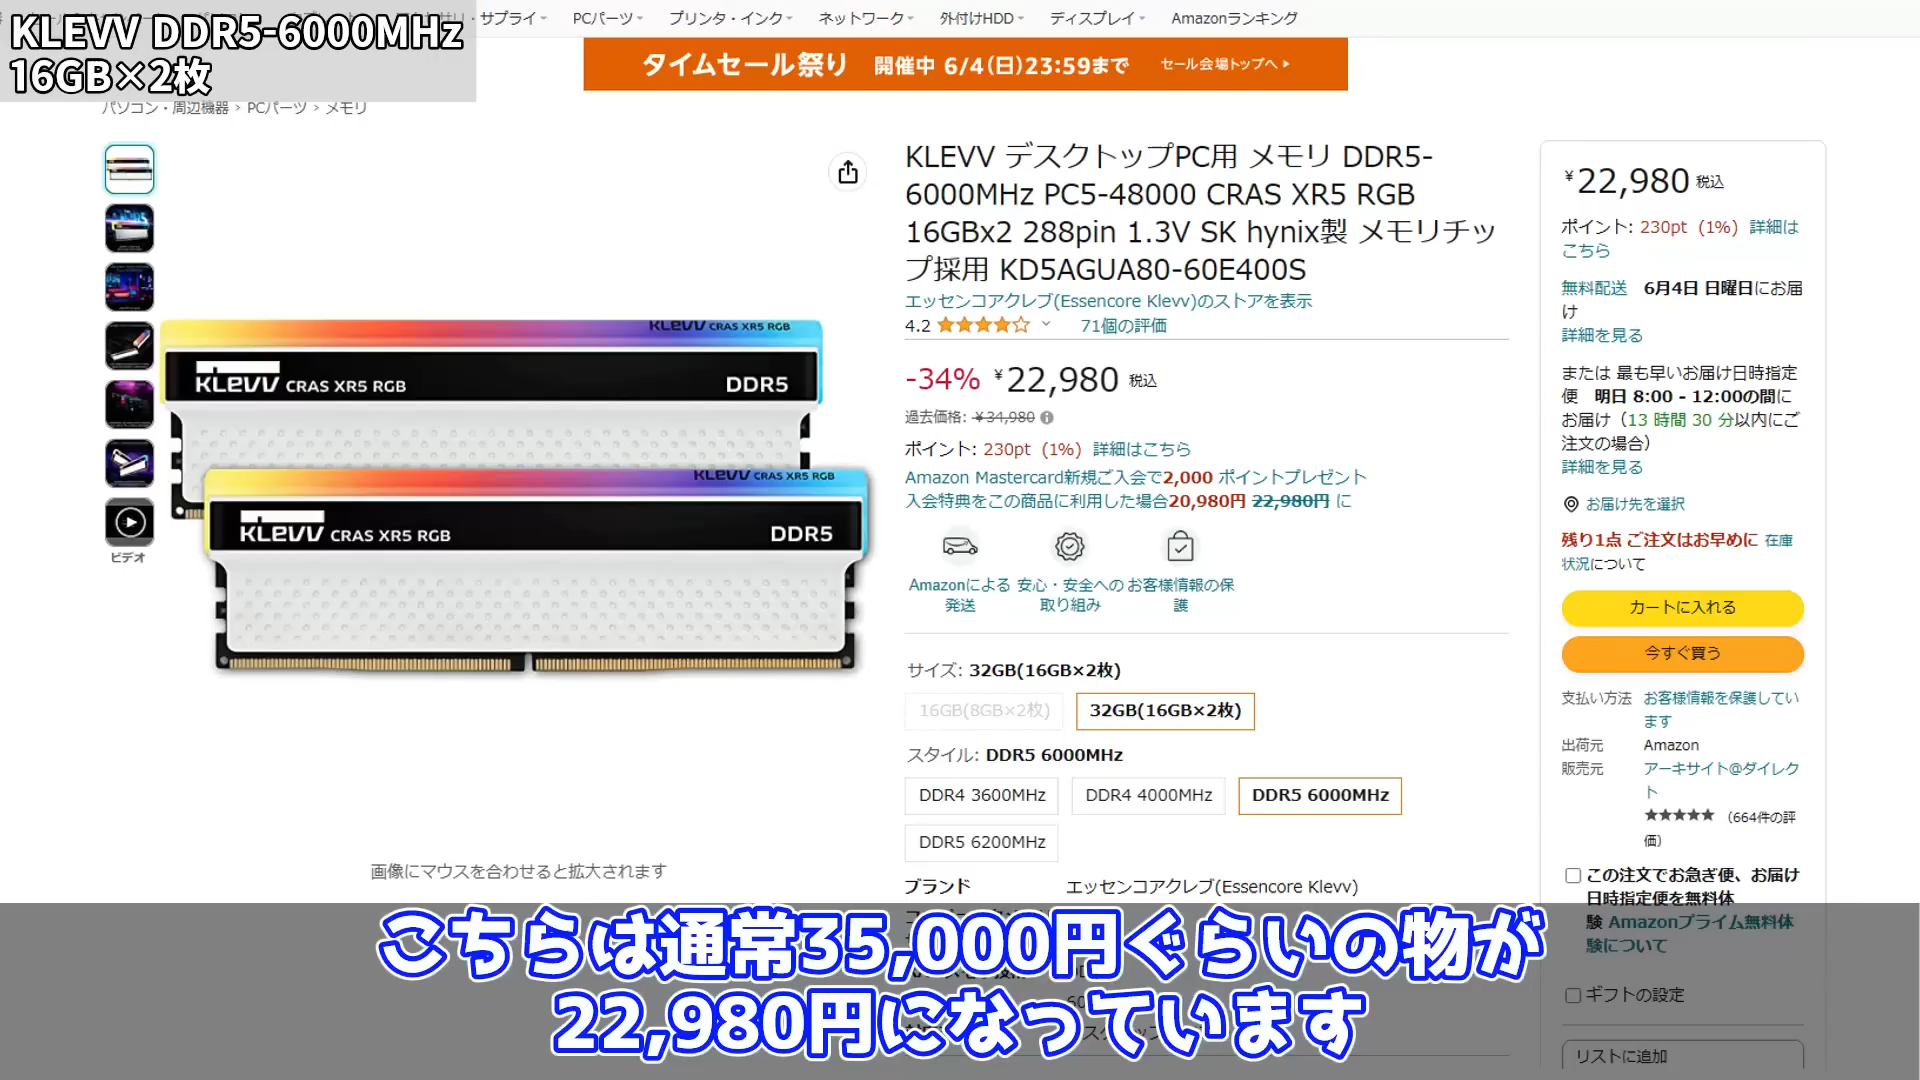 KLEVV DDR5-6000MHz
16GB×2枚
サプライ
PCパーツ
プリンタ・インク
ネットワーク
外付けHDD
ディスプレイ
Amazonランキング
タイムセール祭り 開催中 6/4(日)23:59まで セール会場トップへ
パソコン・周辺機器 › PCパーツ › メモリ
ビデオ
KLEVV CRAS XR5 RGB
KLEVV CRAS XR5 RGB DDR5
KLEVV CRAS XR5 RGB
KLEVV CRAS XR5 RGB DDR5
画像にマウスを合わせると拡大されます
KLEVV デスクトップPC用 メモリ DDR5-
6000MHz PC5-48000 CRAS XR5 RGB
16GBx2 288pin 1.3V SK hynix製 メモリチッ
プ採用 KD5AGUA80-60E400S
エッセンコアクレブ(Essencore Klevv)のストアを表示
4.2 71個の評価
-34% ¥22,980 税込
過去価格: ¥34,980
ポイント: 230pt (1%) 詳細はこちら
Amazon Mastercard新規ご入会で2,000 ポイントプレゼント
入会特典をこの商品に利用した場合20,980円 22,980円 に
Amazonによる
発送
安心・安全への
取り組み
お客様情報の保
護
サイズ: 32GB(16GB×2枚)
16GB(8GB×2枚)
32GB(16GB×2枚)
スタイル: DDR5 6000MHz
DDR4 3600MHz
DDR4 4000MHz
DDR5 6000MHz
DDR5 6200MHz
ブランド エッセンコアクレブ(Essencore Klevv)
¥22,980 税込
ポイント: 230pt (1%) 詳細は
こちら
無料配送 6月4日 日曜日にお届
け
詳細を見る
または 最も早いお届け日時指定
便 明日 8:00 - 12:00の間に
お届け（13 時間 30 分以内にご
注文の場合）
詳細を見る
お届け先を選択
残り1点 ご注文はお早めに 在庫
状況について
カートに入れる
今すぐ買う
支払い方法 お客様情報を保護してい
ます
出荷元 Amazon
販売元 アーキサイト@ダイレク
ト
★★★★★ （664件の評
価）
この注文でお急ぎ便、お届け
日時指定便を無料体
験 Amazonプライム無料体
験について
ギフトの設定
リストに追加
こちらは通常35,000円ぐらいの物が
22,980円になっています